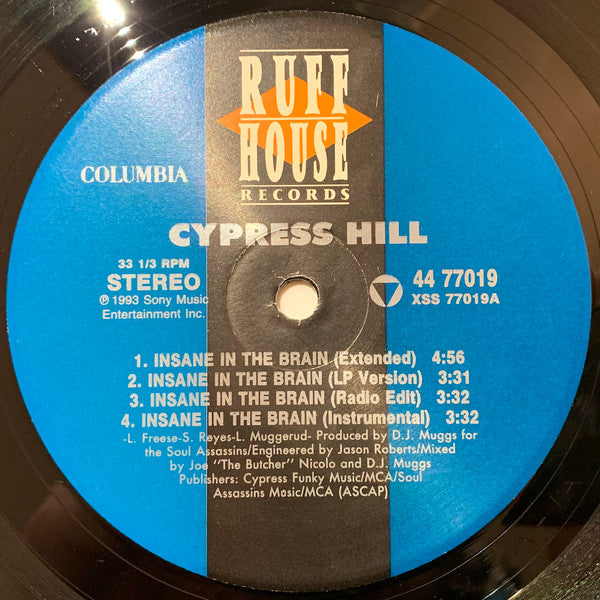 RUFF
HOUSE
RECORDS
COLUMBIA
CYPRESS HILL
33 1/3 RPM
STEREO
℗ 1993 Sony Music
Entertainment Inc.
44 77019
XSS 77019A
1. INSANE IN THE BRAIN (Extended) 4:56
2. INSANE IN THE BRAIN (LP Version) 3:31
3. INSANE IN THE BRAIN (Radio Edit) 3:32
4. INSANE IN THE BRAIN (Instrumental) 3:32
-L. Freese-S. Reyes-L. Muggerud- Produced by D.J. Muggs for
the Soul Assassins/Engineered by Jason Roberts/Mixed
by Joe "The Butcher" Nicolo and D.J. Muggs
Publishers: Cypress Funky Music/MCA/Soul
Assassins Music/MCA (ASCAP)